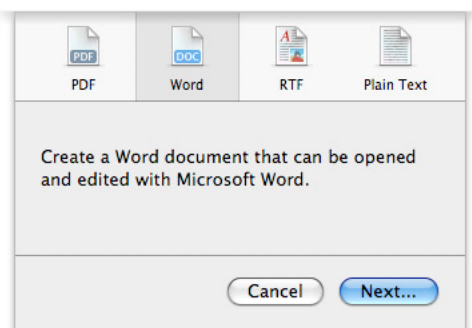 PDF DOC A
PDF Word RTF Plain Text
Create a Word document that can be opened
and edited with Microsoft Word.
Cancel Next...